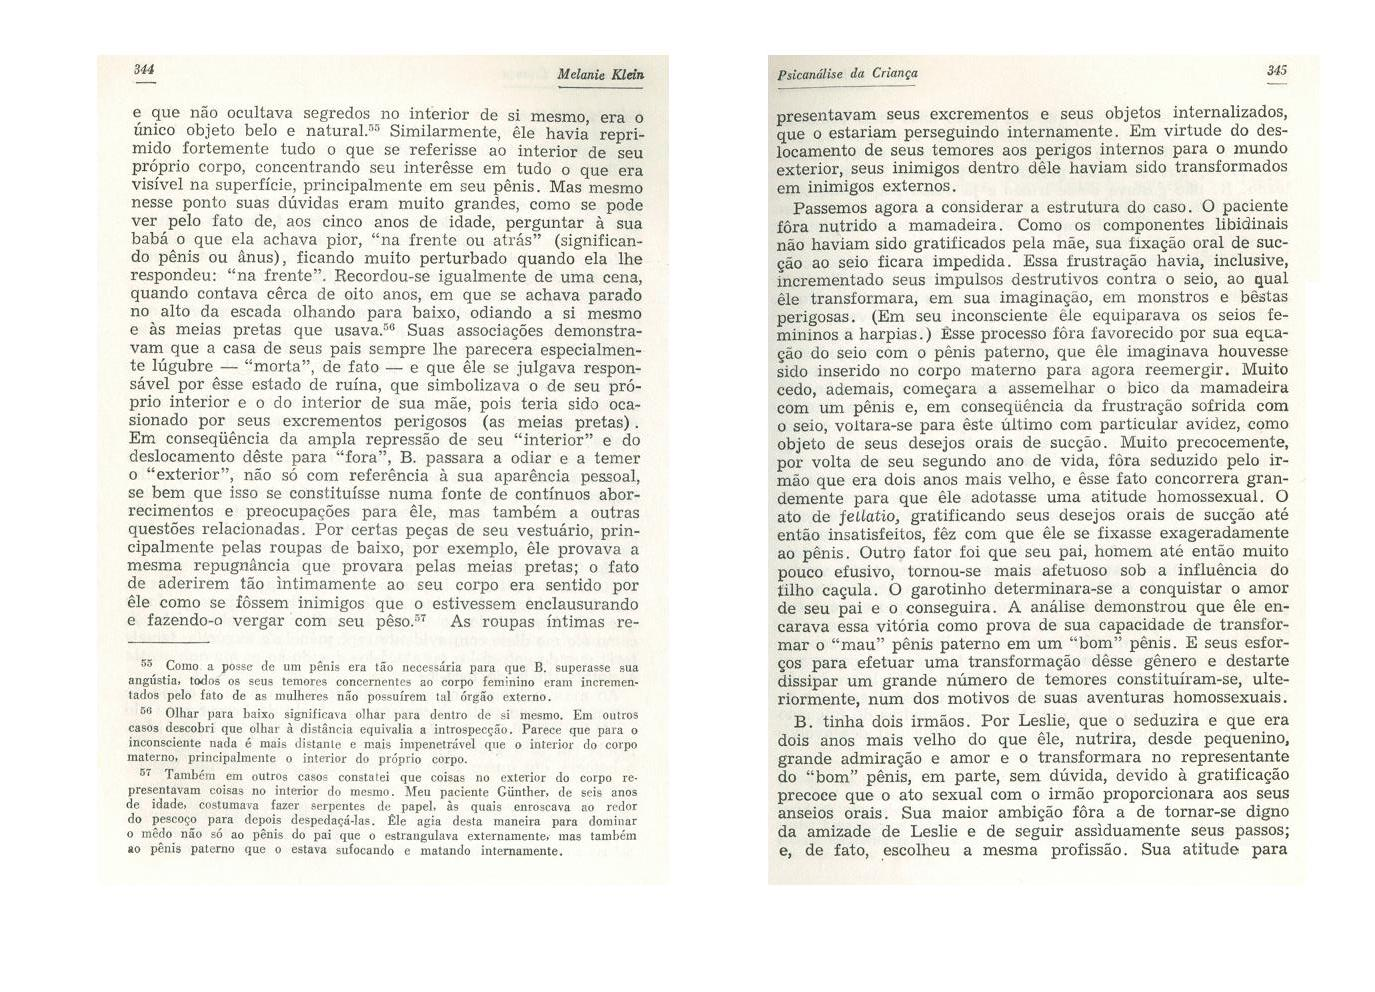 344
Melanie Klein
e que não ocultava segredos no interior de si mesmo, era o
único objeto belo e natural.⁵⁵ Similarmente, êle havia repri-
mido fortemente tudo o que se referisse ao interior de seu
próprio corpo, concentrando seu interêsse em tudo o que era
visível na superfície, principalmente em seu pênis. Mas mesmo
nesse ponto suas dúvidas eram muito grandes, como se pode
ver pelo fato de, aos cinco anos de idade, perguntar à sua
babá o que ela achava pior, “na frente ou atrás” (significan-
do pênis ou ânus), ficando muito perturbado quando ela lhe
respondeu: “na frente”. Recordou-se igualmente de uma cena,
quando contava cêrca de oito anos, em que se achava parado
no alto da escada olhando para baixo, odiando a si mesmo
e às meias pretas que usava.⁵⁶ Suas associações demonstra-
vam que a casa de seus pais sempre lhe parecera especialmen-
te lúgubre — “morta”, de fato — e que êle se julgava respon-
sável por êsse estado de ruína, que simbolizava o de seu pró-
prio interior e o do interior de sua mãe, pois teria sido oca-
sionado por seus excrementos perigosos (as meias pretas).
Em conseqüência da ampla repressão de seu “interior” e do
deslocamento dêste para “fora”, B. passara a odiar e a temer
o “exterior”, não só com referência à sua aparência pessoal,
se bem que isso se constituísse numa fonte de contínuos abor-
recimentos e preocupações para êle, mas também a outras
questões relacionadas. Por certas peças de seu vestuário, prin-
cipalmente pelas roupas de baixo, por exemplo, êle provava a
mesma repugnância que provara pelas meias pretas; o fato
de aderirem tão ìntimamente ao seu corpo era sentido por
êle como se fôssem inimigos que o estivessem enclausurando
e fazendo-o vergar com seu pêso.⁵⁷ As roupas íntimas re-
55 Como a posse de um pênis era tão necessária para que B. superasse sua
angústia, todos os seus temores concernentes ao corpo feminino eram incremen-
tados pelo fato de as mulheres não possuírem tal órgão externo.
56 Olhar para baixo significava olhar para dentro de si mesmo. Em outros
casos descobri que olhar à distância equivalia a introspecção. Parece que para o
inconsciente nada é mais distante e mais impenetrável que o interior do corpo
materno, principalmente o interior do próprio corpo.
57 Também em outros casos constatei que coisas no exterior do corpo re-
presentavam coisas no interior do mesmo. Meu paciente Günther, de seis anos
de idade, costumava fazer serpentes de papel, às quais enroscava ao redor
do pescoço para depois despedaçá-las. Êle agia desta maneira para dominar
o mêdo não só ao pênis do pai que o estrangulava externamente, mas também
ao pênis paterno que o estava sufocando e matando internamente.
Psicanálise da Criança
345
presentavam seus excrementos e seus objetos internalizados,
que o estariam perseguindo internamente. Em virtude do des-
locamento de seus temores aos perigos internos para o mundo
exterior, seus inimigos dentro dêle haviam sido transformados
em inimigos externos.
Passemos agora a considerar a estrutura do caso. O paciente
fôra nutrido a mamadeira. Como os componentes libidinais
não haviam sido gratificados pela mãe, sua fixação oral de suc-
ção ao seio ficara impedida. Essa frustração havia, inclusive,
incrementado seus impulsos destrutivos contra o seio, ao qual
êle transformara, em sua imaginação, em monstros e bêstas
perigosas. (Em seu inconsciente êle equiparava os seios fe-
mininos a harpias.) Êsse processo fôra favorecido por sua equa-
ção do seio com o pênis paterno, que êle imaginava houvesse
sido inserido no corpo materno para agora reemergir. Muito
cedo, ademais, começara a assemelhar o bico da mamadeira
com um pênis e, em conseqüência da frustração sofrida com
o seio, voltara-se para êste último com particular avidez, como
objeto de seus desejos orais de sucção. Muito precocemente,
por volta de seu segundo ano de vida, fôra seduzido pelo ir-
mão que era dois anos mais velho, e êsse fato concorrera gran-
demente para que êle adotasse uma atitude homossexual. O
ato de fellatio, gratificando seus desejos orais de sucção até
então insatisfeitos, fêz com que êle se fixasse exageradamente
ao pênis. Outro fator foi que seu pai, homem até então muito
pouco efusivo, tornou-se mais afetuoso sob a influência do
filho caçula. O garotinho determinara-se a conquistar o amor
de seu pai e o conseguira. A análise demonstrou que êle en-
carava essa vitória como prova de sua capacidade de transfor-
mar o “mau” pênis paterno em um “bom” pênis. E seus esfor-
ços para efetuar uma transformação dêsse gênero e destarte
dissipar um grande número de temores constituíram-se, ulte-
riormente, num dos motivos de suas aventuras homossexuais.
B. tinha dois irmãos. Por Leslie, que o seduzira e que era
dois anos mais velho do que êle, nutrira, desde pequenino,
grande admiração e amor e o transformara no representante
do “bom” pênis, em parte, sem dúvida, devido à gratificação
precoce que o ato sexual com o irmão proporcionara aos seus
anseios orais. Sua maior ambição fôra a de tornar-se digno
da amizade de Leslie e de seguir assìduamente seus passos;
e, de fato, escolheu a mesma profissão. Sua atitude para